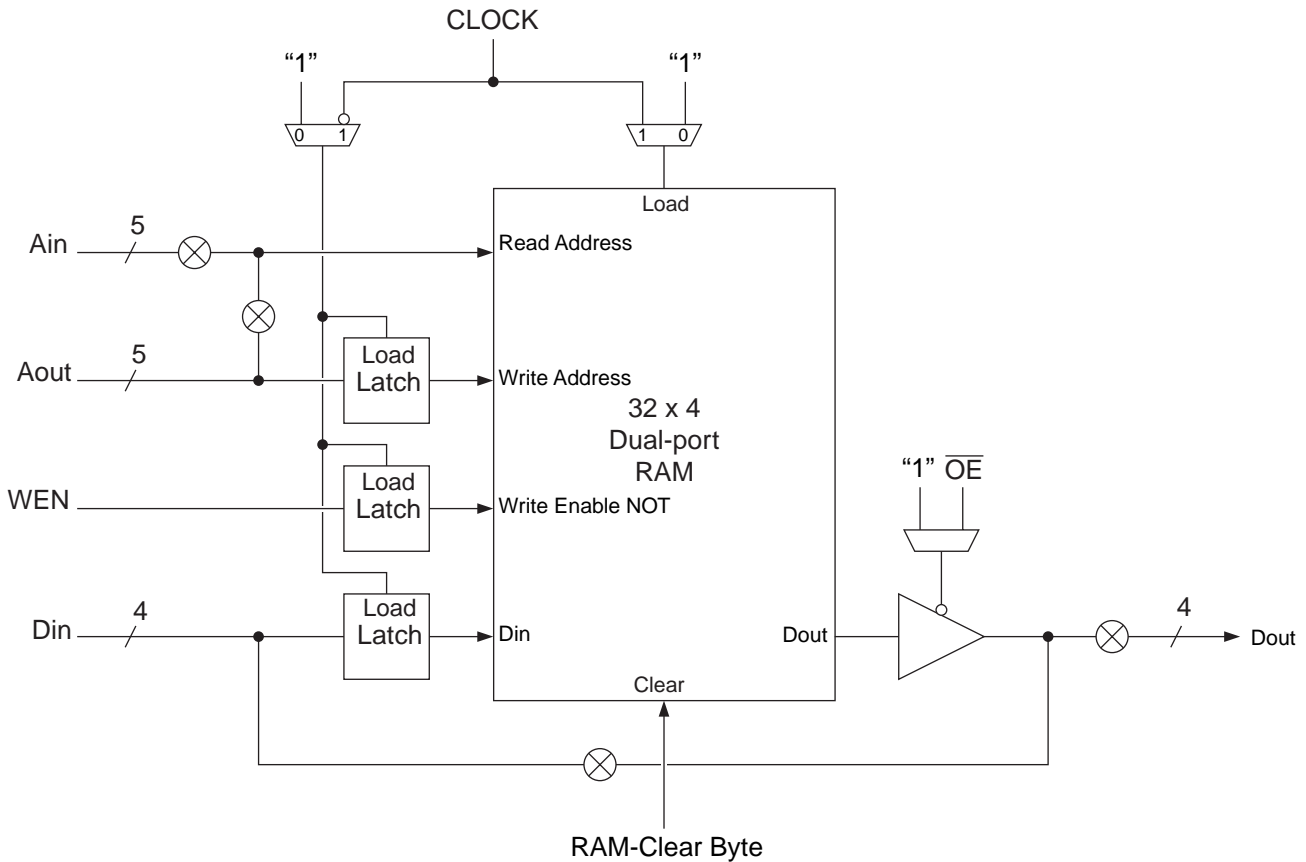 CLOCK
“1”
“1”
0 1
1 0
Load
Ain
5
Read Address
Aout
5
Load
Latch
Write Address
32 x 4
Dual-port
RAM
“1” O̅E̅
WEN
Load
Latch
Write Enable NOT
Din
4
Load
Latch
Din
Dout
4
Dout
Clear
RAM-Clear Byte